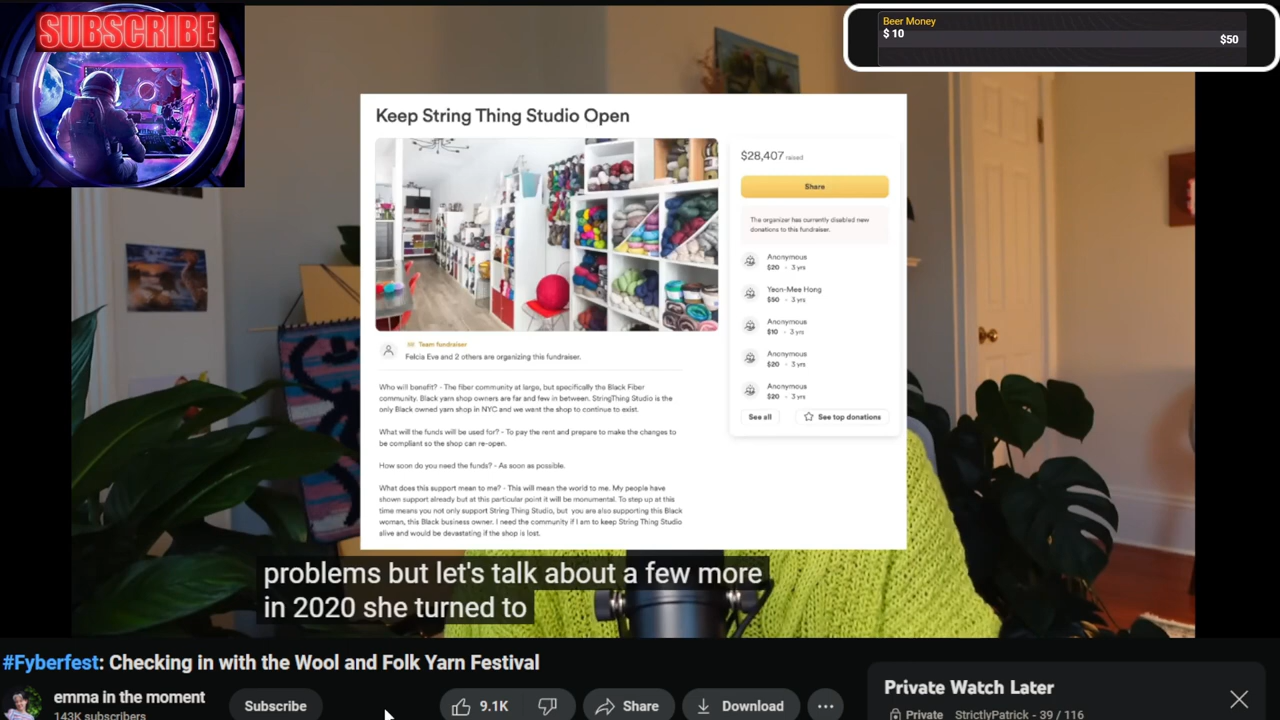 SUBSCRIBE
Beer Money
$ 10
$50
Keep String Thing Studio Open
$28,407 raised
Share
The organizer has currently disabled new
donations to this fundraiser.
Anonymous
$20 • 3 yrs
Yeon-Mee Hong
$50 • 3 yrs
Anonymous
$10 • 3 yrs
Anonymous
$20 • 3 yrs
Anonymous
$20 • 3 yrs
See all
See top donations
Team fundraiser
Felcia Eve and 2 others are organizing this fundraiser.
Who will benefit? - The fiber community at large, but specifically the Black Fiber
community. Black yarn shop owners are far and few in between. StringThing Studio is the
only Black owned yarn shop in NYC and we want the shop to continue to exist.
What will the funds will be used for? - To pay the rent and prepare to make the changes to
be compliant so the shop can re-open.
How soon do you need the funds? - As soon as possible.
What does this support mean to me? - This will mean the world to me. My people have
shown support already but at this particular point it will be monumental. To step up at this
time means you not only support String Thing Studio, but you are also supporting this Black
woman, this Black business owner. I need the community if I am to keep String Thing Studio
alive and would be devastating if the shop is lost.
problems but let's talk about a few more
in 2020 she turned to
#Fyberfest: Checking in with the Wool and Folk Yarn Festival
emma in the moment
143K subscribers
Subscribe
9.1K
Share
Download
Private Watch Later
Private StrictlyPatrick - 39 / 116